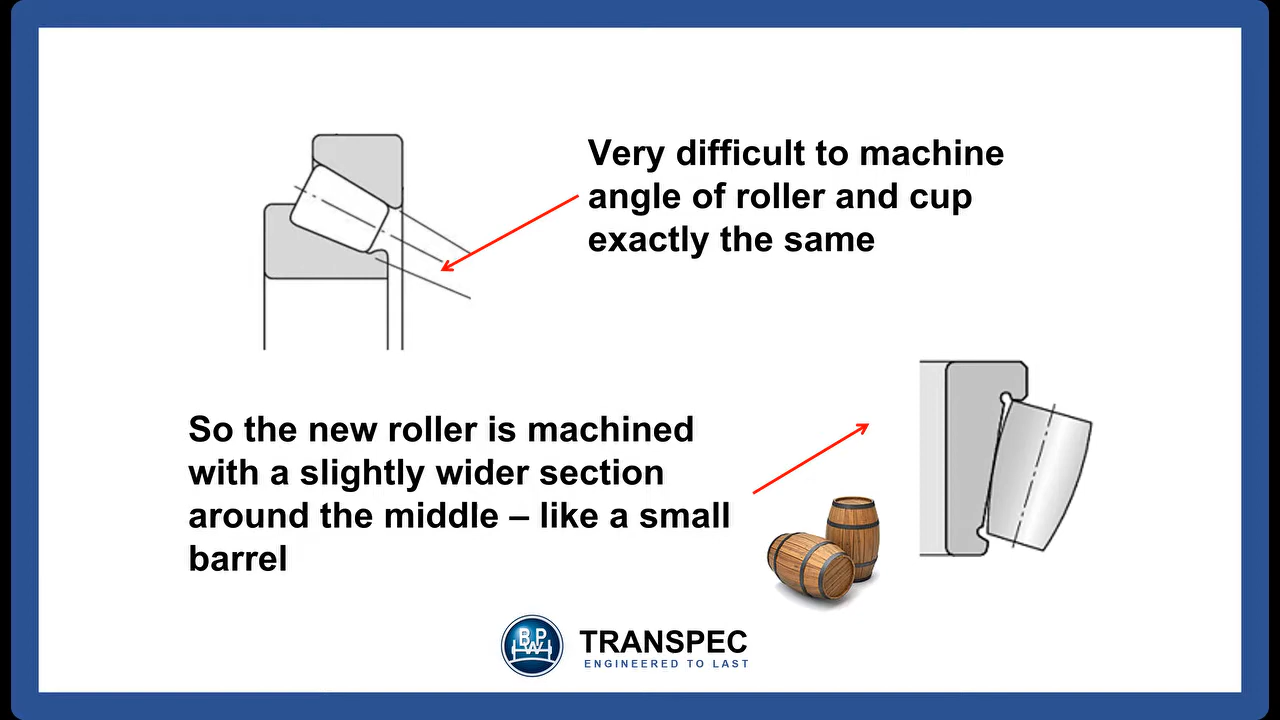 Very difficult to machine
angle of roller and cup
exactly the same
So the new roller is machined
with a slightly wider section
around the middle – like a small
barrel
BPW
TRANSPEC
ENGINEERED TO LAST